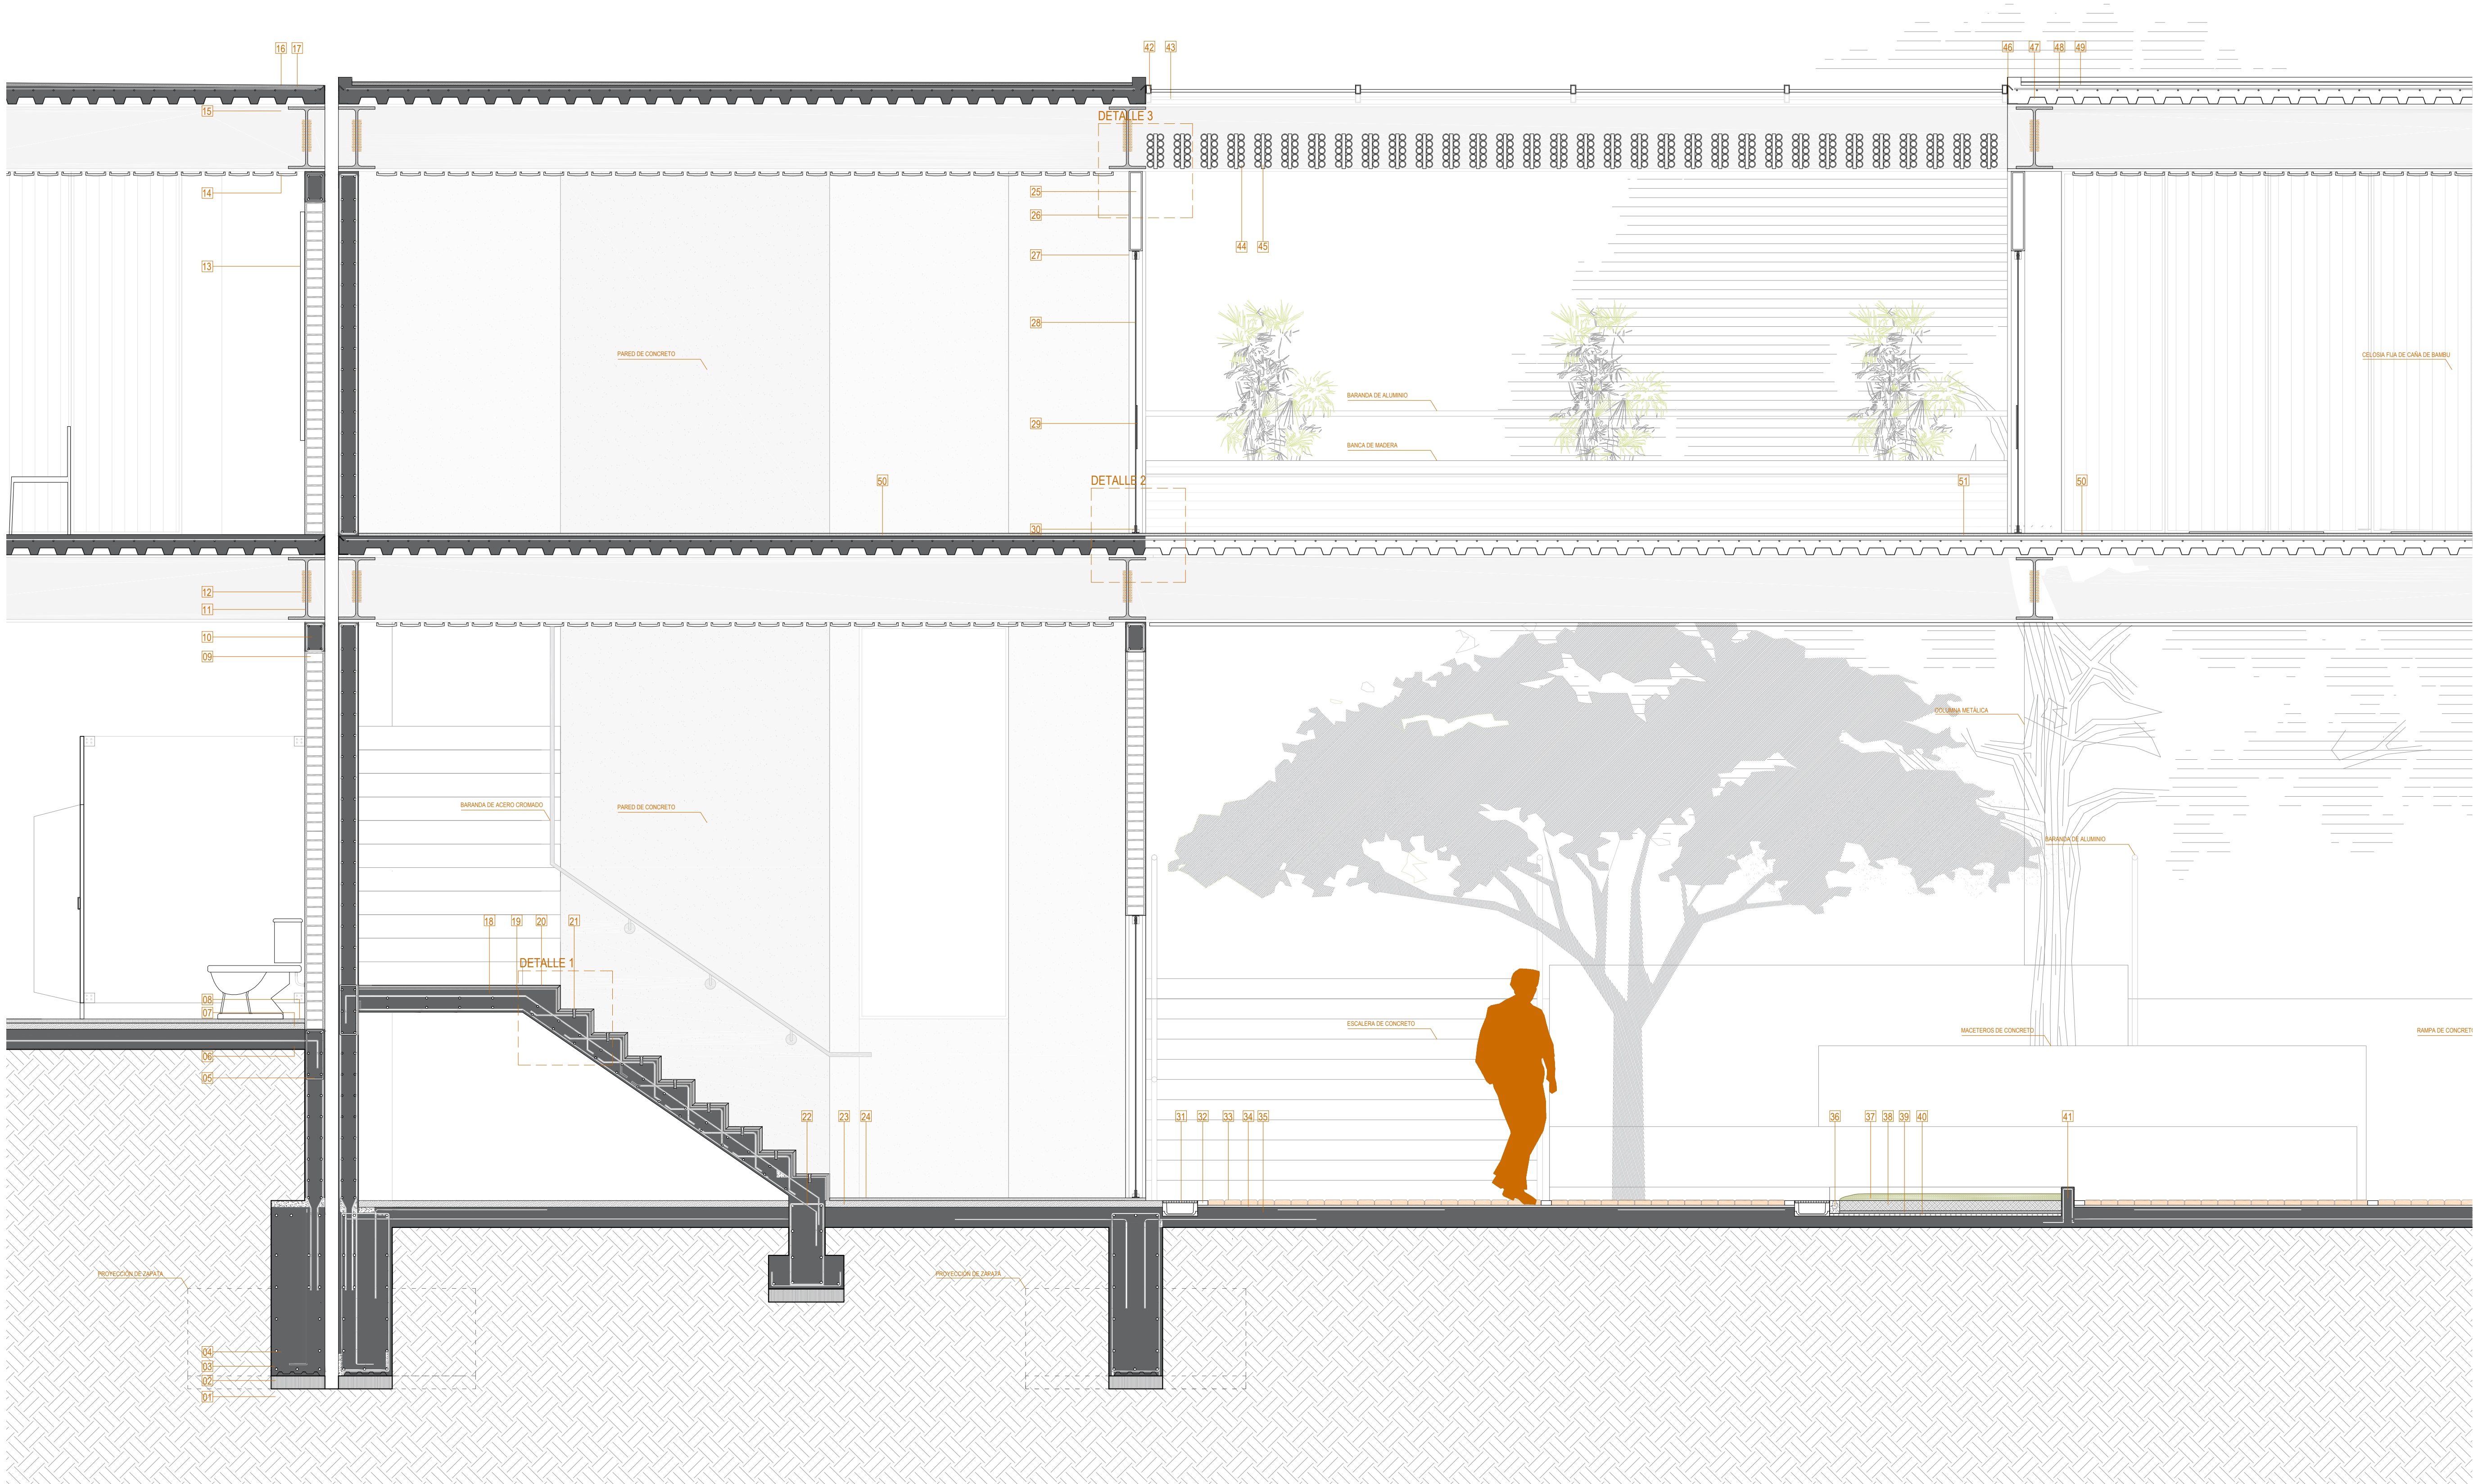 16 17
42 43
46 47 48 49
15
DETALLE 3
14
25
26
44 45
13
27
28
PARED DE CONCRETO
CELOSIA FIJA DE CAÑA DE BAMBU
BARANDA DE ALUMINIO
29
BANCA DE MADERA
50
DETALLE 2
51
50
30
12
11
10
09
COLUMNA METÁLICA
BARANDA DE ACERO CROMADO
PARED DE CONCRETO
BARANDA DE ALUMINIO
18 19 20 21
DETALLE 1
08
07
ESCALERA DE CONCRETO
MACETEROS DE CONCRETO
RAMPA DE CONCRETO
06
05
22 23 24
31 32 33 34 35
36 37 38 39 40
41
PROYECCIÓN DE ZAPATA
PROYECCIÓN DE ZAPATA
04
03
02
01